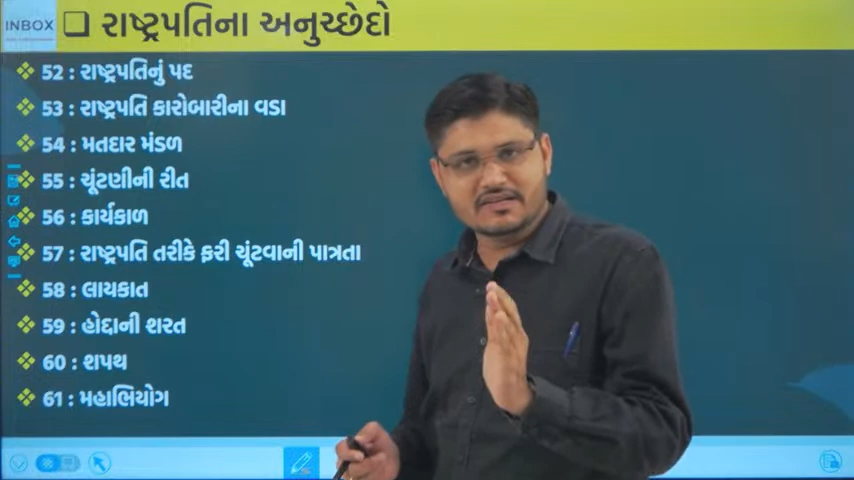 INBOX
❑ રાષ્ટ્રપતિના અનુચ્છેદો
❖ 52 : રાષ્ટ્રપતિનું પદ
❖ 53 : રાષ્ટ્રપતિ કારોબારીના વડા
❖ 54 : મતદાર મંડળ
❖ 55 : ચૂંટણીની રીત
❖ 56 : કાર્યકાળ
❖ 57 : રાષ્ટ્રપતિ તરીકે ફરી ચૂંટવાની પાત્રતા
❖ 58 : લાયકાત
❖ 59 : હોદ્દાની શરત
❖ 60 : શપથ
❖ 61 : મહાભિયોગ